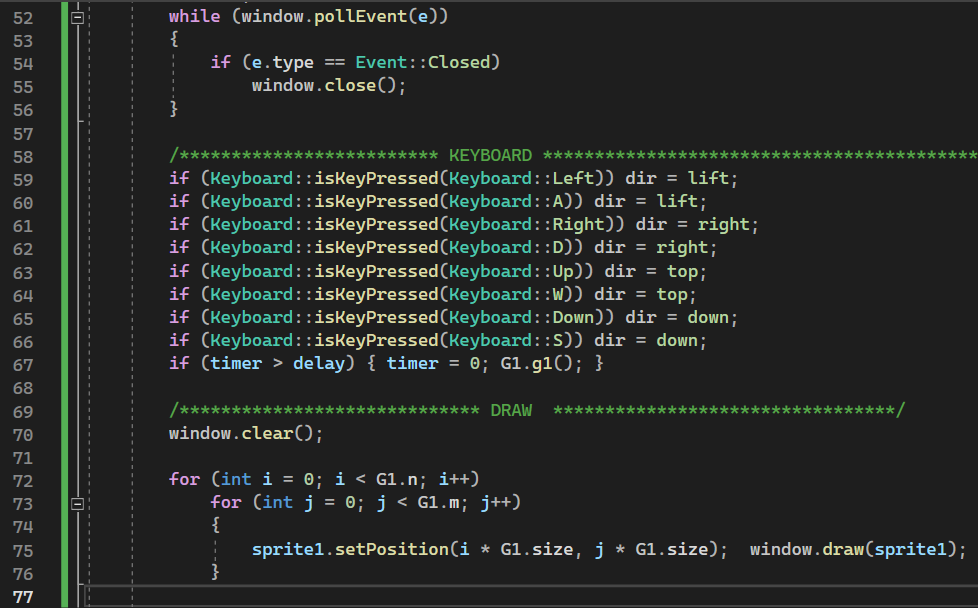 52 while (window.pollEvent(e))
53 {
54 if (e.type == Event::Closed)
55 window.close();
56 }
57
58 /************************* KEYBOARD ******************************************
59 if (Keyboard::isKeyPressed(Keyboard::Left)) dir = lift;
60 if (Keyboard::isKeyPressed(Keyboard::A)) dir = lift;
61 if (Keyboard::isKeyPressed(Keyboard::Right)) dir = right;
62 if (Keyboard::isKeyPressed(Keyboard::D)) dir = right;
63 if (Keyboard::isKeyPressed(Keyboard::Up)) dir = top;
64 if (Keyboard::isKeyPressed(Keyboard::W)) dir = top;
65 if (Keyboard::isKeyPressed(Keyboard::Down)) dir = down;
66 if (Keyboard::isKeyPressed(Keyboard::S)) dir = down;
67 if (timer > delay) { timer = 0; G1.g1(); }
68
69 /***************************** DRAW  *********************************/
70 window.clear();
71
72 for (int i = 0; i < G1.n; i++)
73 for (int j = 0; j < G1.m; j++)
74 {
75 sprite1.setPosition(i * G1.size, j * G1.size);  window.draw(sprite1);
76 }
77